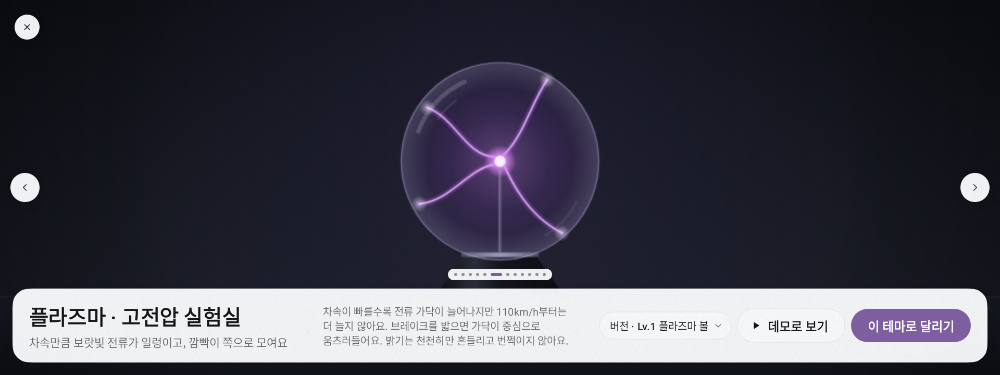 플라즈마 · 고전압 실험실
차속만큼 보랏빛 전류가 일렁이고, 깜빡이 쪽으로 모여요
차속이 빠를수록 전류 가닥이 늘어나지만 110km/h부터는
더 늘지 않아요. 브레이크를 밟으면 가닥이 중심으로
움츠러들어요. 밝기는 천천히만 흔들리고 번쩍이지 않아요.
버전 · Lv.1 플라즈마 볼
데모로 보기
이 테마로 달리기